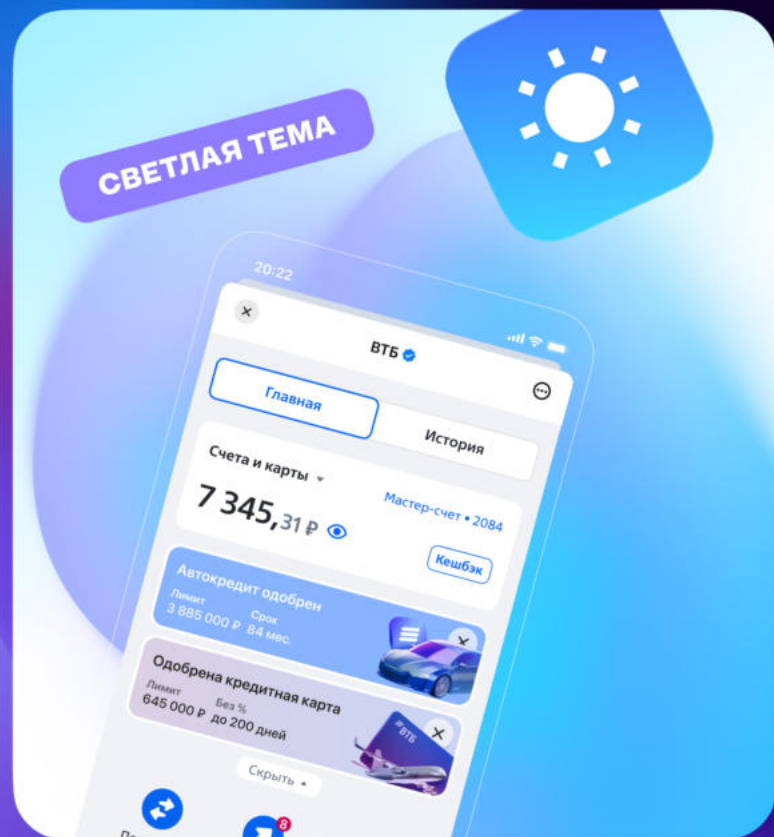 СВЕТЛАЯ ТЕМА
20:22
ВТБ
Главная
История
Счета и карты
Мастер-счет • 2084
7 345,31 ₽
Кешбэк
Автокредит одобрен
Лимит Срок
3 885 000 ₽ 84 мес.
Одобрена кредитная карта
Лимит Без %
645 000 ₽ до 200 дней
ВТБ
Скрыть
8